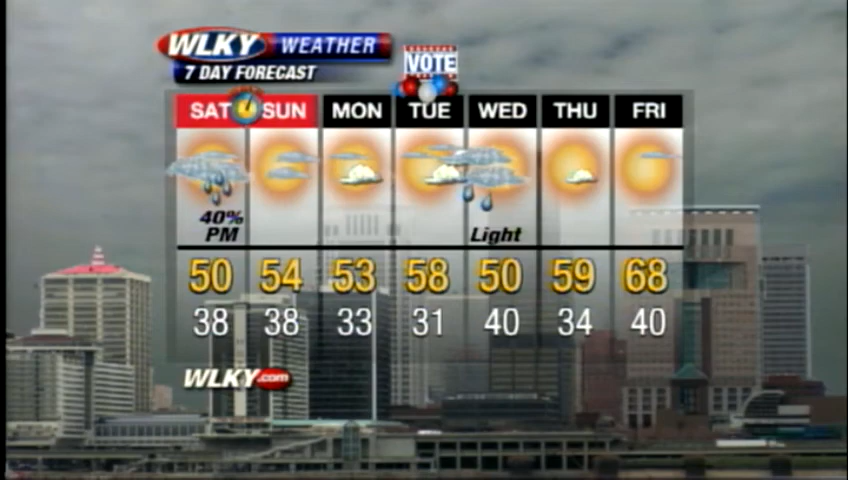 WLKY WEATHER
7 DAY FORECAST
VOTE
SAT SUN MON TUE WED THU FRI
40%
PM
Light
50 54 53 58 50 59 68
38 38 33 31 40 34 40
WLKY.com